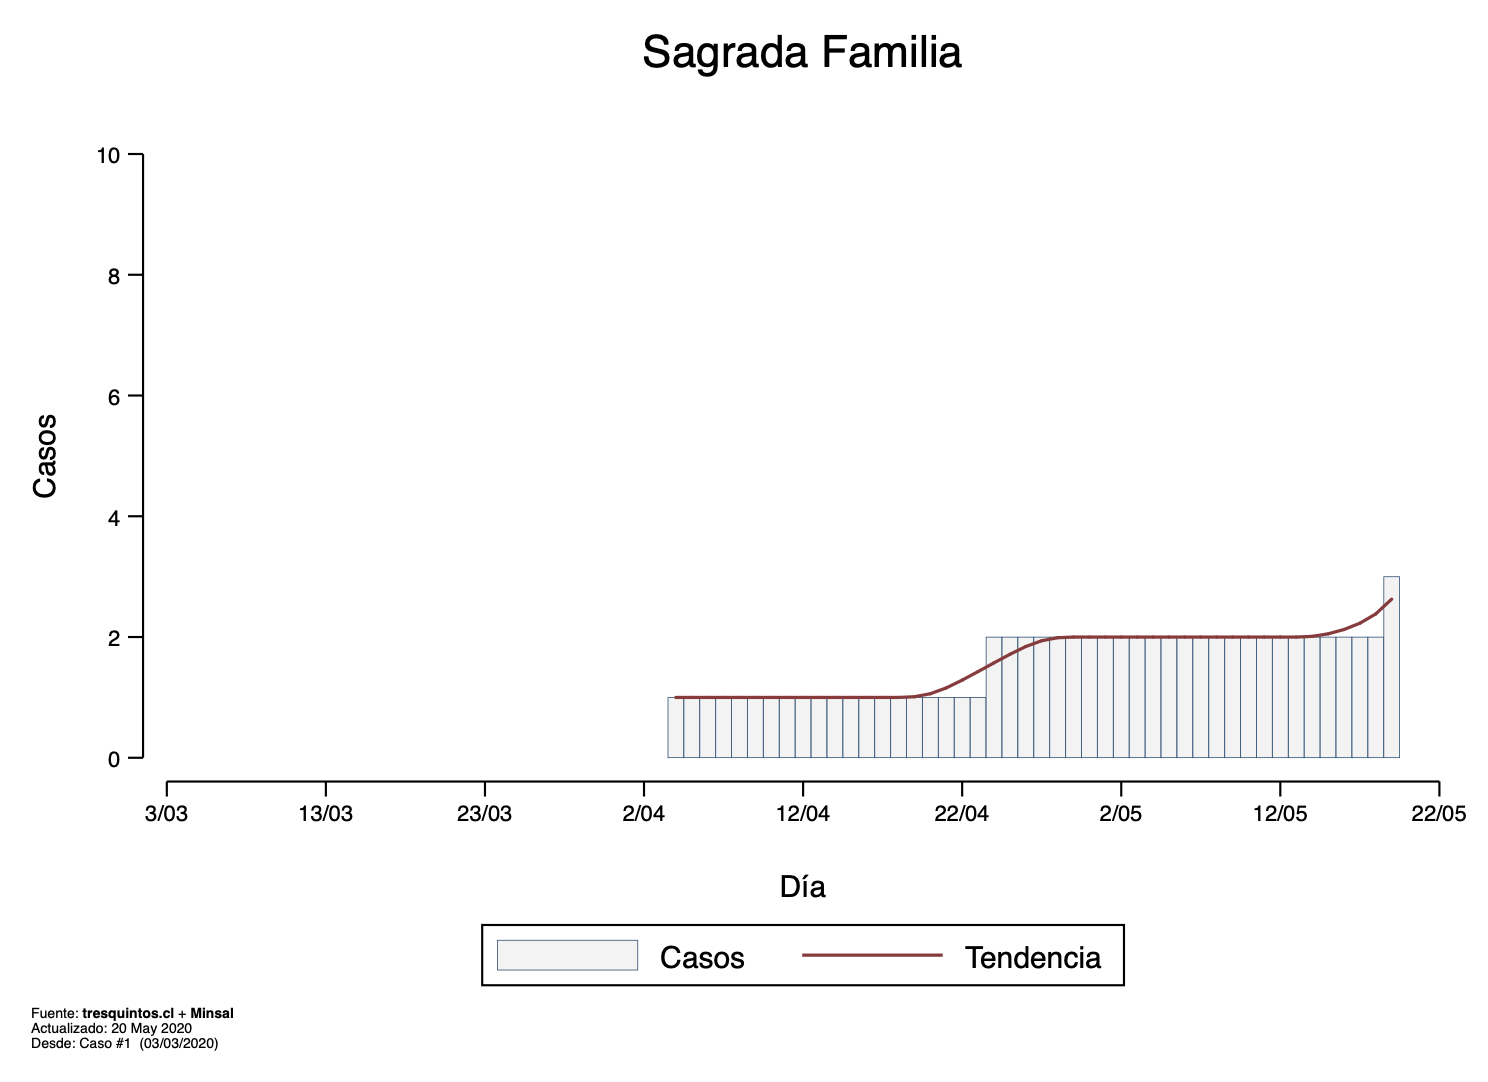 Sagrada Familia
10
8
6
4
2
0
Casos
3/03
13/03
23/03
2/04
12/04
22/04
2/05
12/05
22/05
Día
Casos
Tendencia
Fuente: tresquintos.cl + Minsal
Actualizado: 20 May 2020
Desde: Caso #1 (03/03/2020)